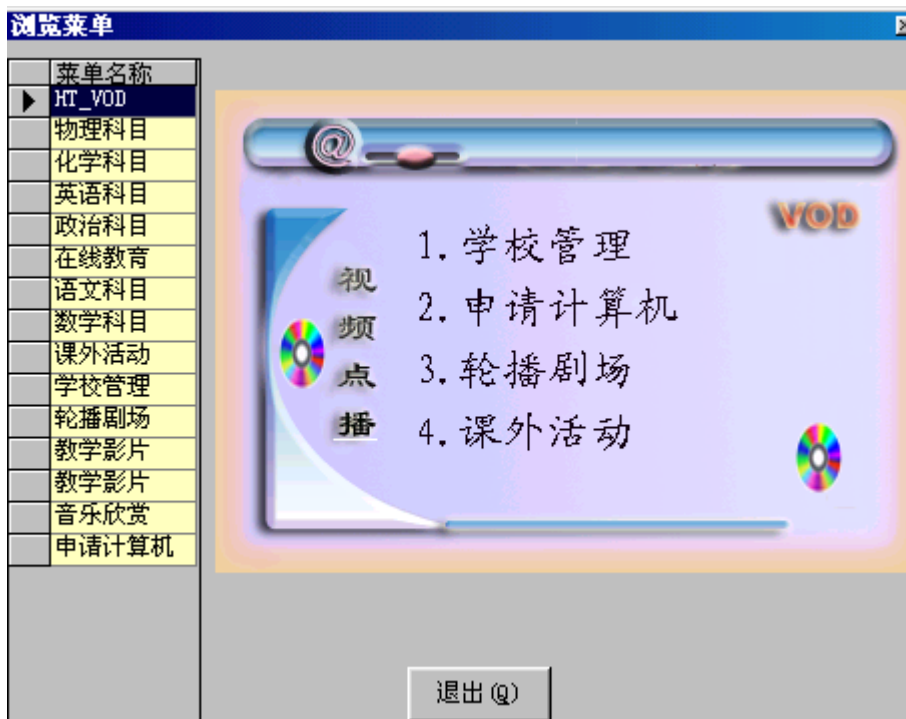 浏览菜单
菜单名称
HT_VOD
物理科目
化学科目
英语科目
政治科目
在线教育
语文科目
数学科目
课外活动
学校管理
轮播剧场
教学影片
教学影片
音乐欣赏
申请计算机
@
VOD
视频点播
1.学校管理
2.申请计算机
3.轮播剧场
4.课外活动
退出(Q)